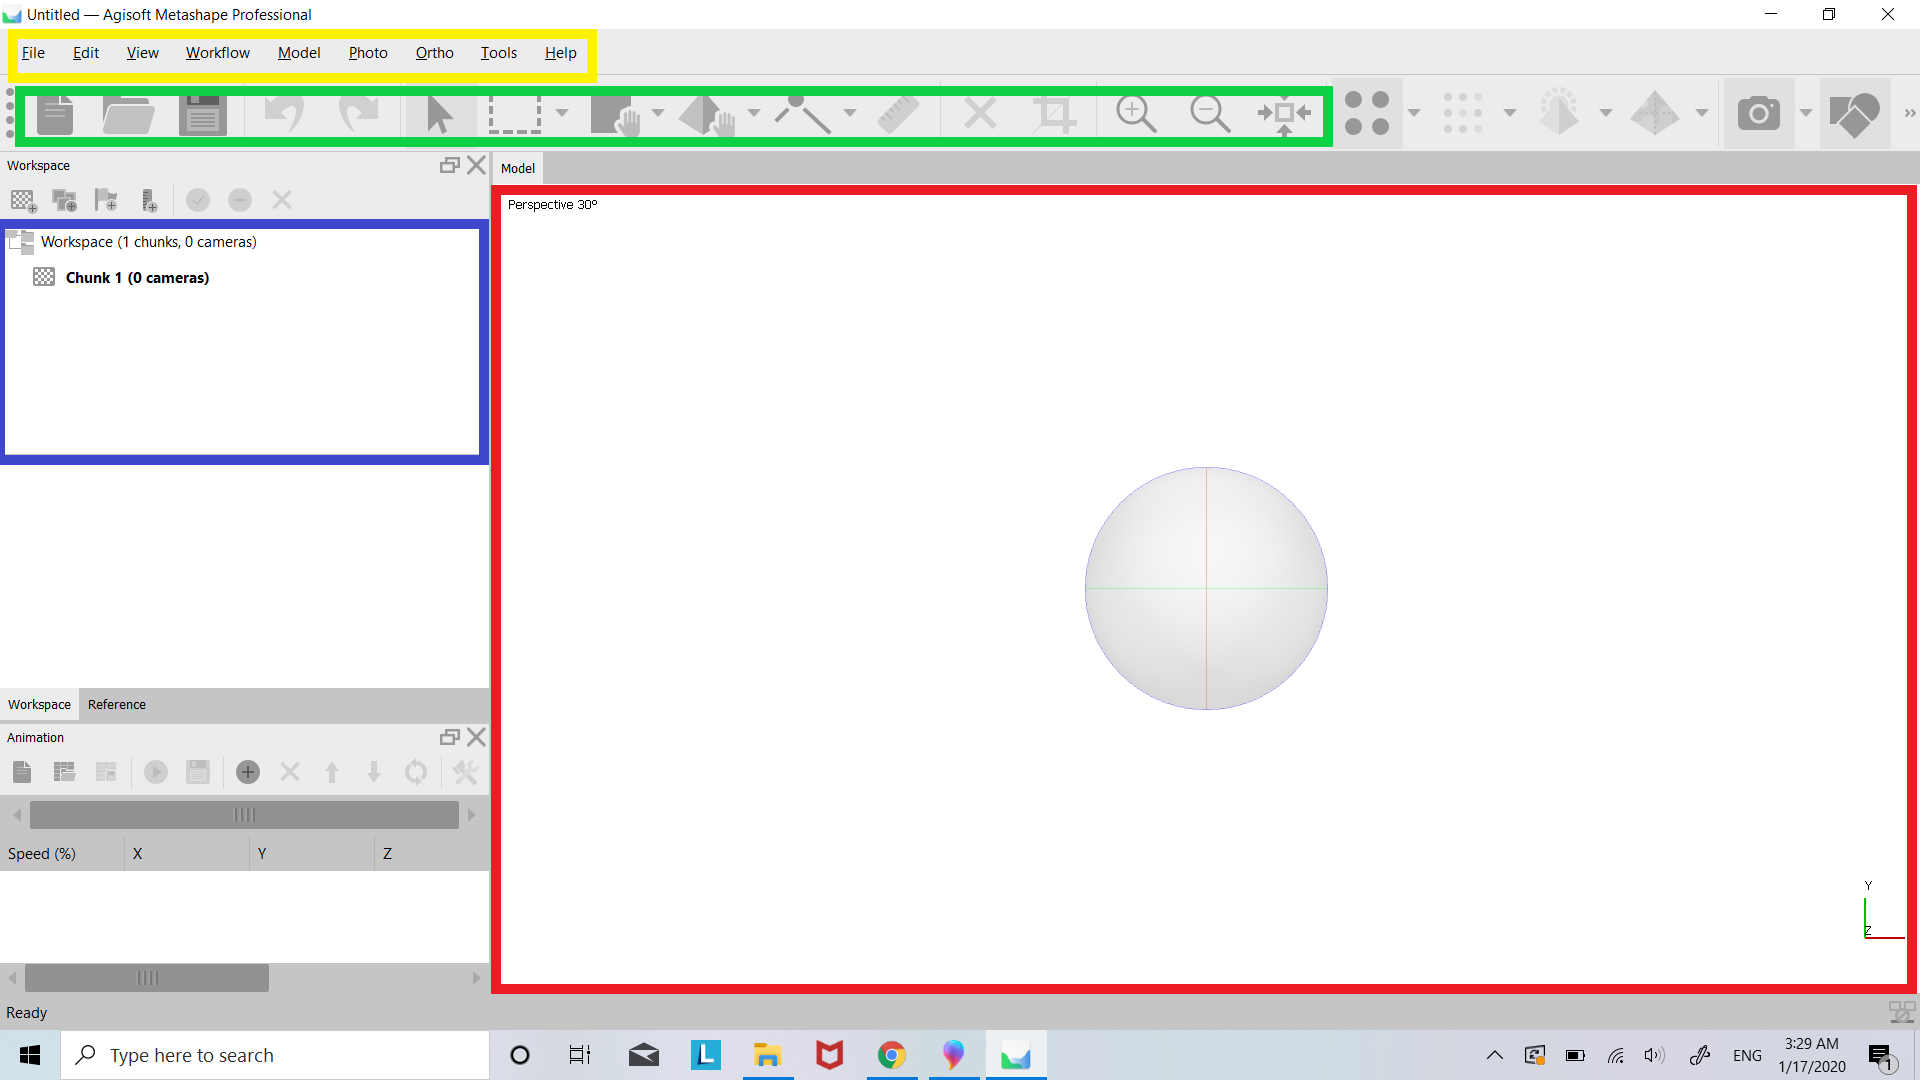 Untitled — Agisoft Metashape Professional
File Edit View Workflow Model Photo Ortho Tools Help
Workspace
Model
Perspective 30°
Workspace (1 chunks, 0 cameras)
Chunk 1 (0 cameras)
Workspace Reference
Animation
Speed (%) X Y Z
Y
Z
Ready
Type here to search
L
ENG
3:29 AM
1/17/2020
1